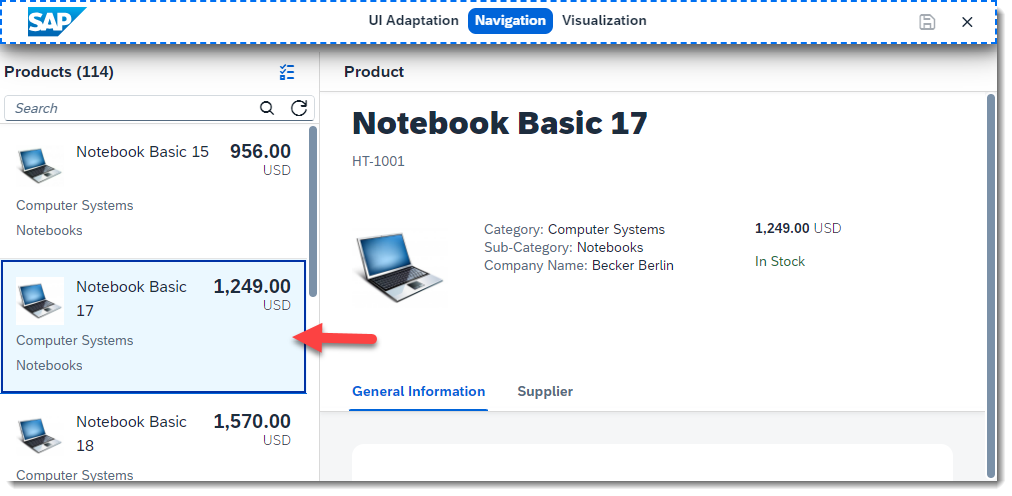 SAP
UI Adaptation Navigation Visualization
Products (114)
Search
Notebook Basic 15 956.00
USD
Computer Systems
Notebooks
Notebook Basic 17 1,249.00
USD
Computer Systems
Notebooks
Notebook Basic 18 1,570.00
USD
Computer Systems
Product
Notebook Basic 17
HT-1001
Category: Computer Systems
Sub-Category: Notebooks
Company Name: Becker Berlin
1,249.00 USD
In Stock
General Information Supplier